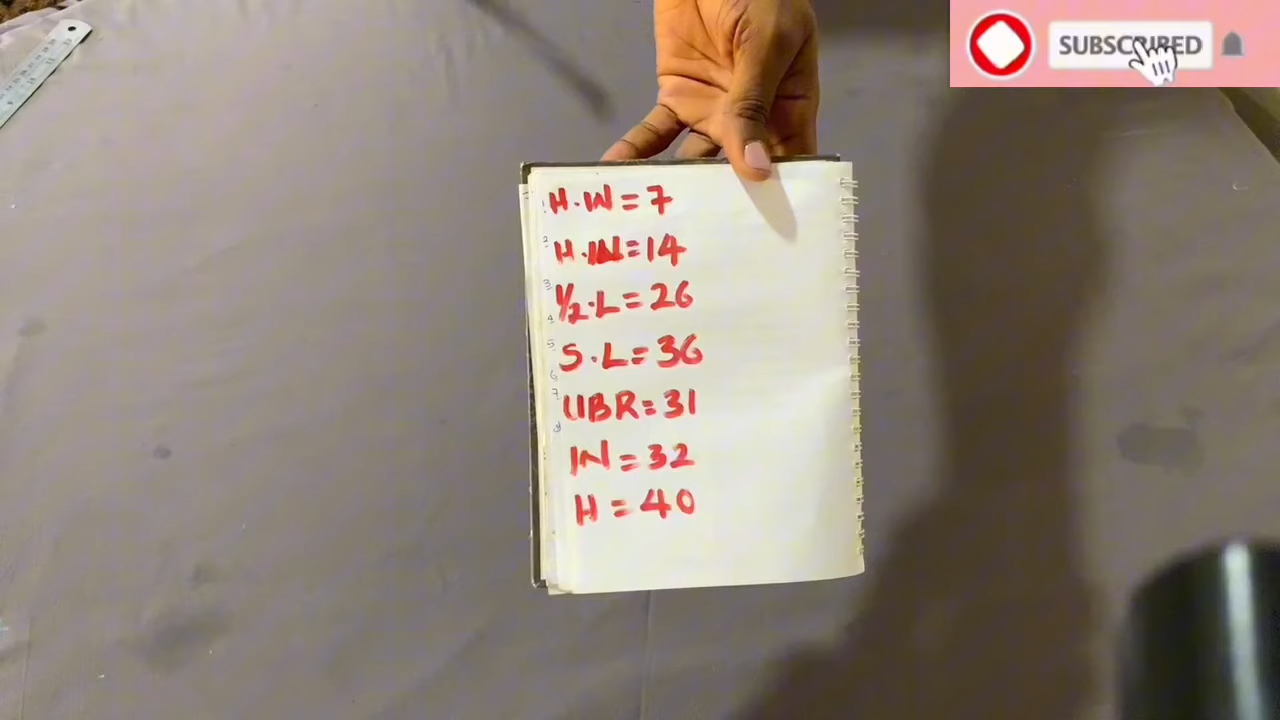 SUBSCRIBED
H.W=7
H.W=14
1/2.L=26
S.L=36
UBR=31
W=32
H=40